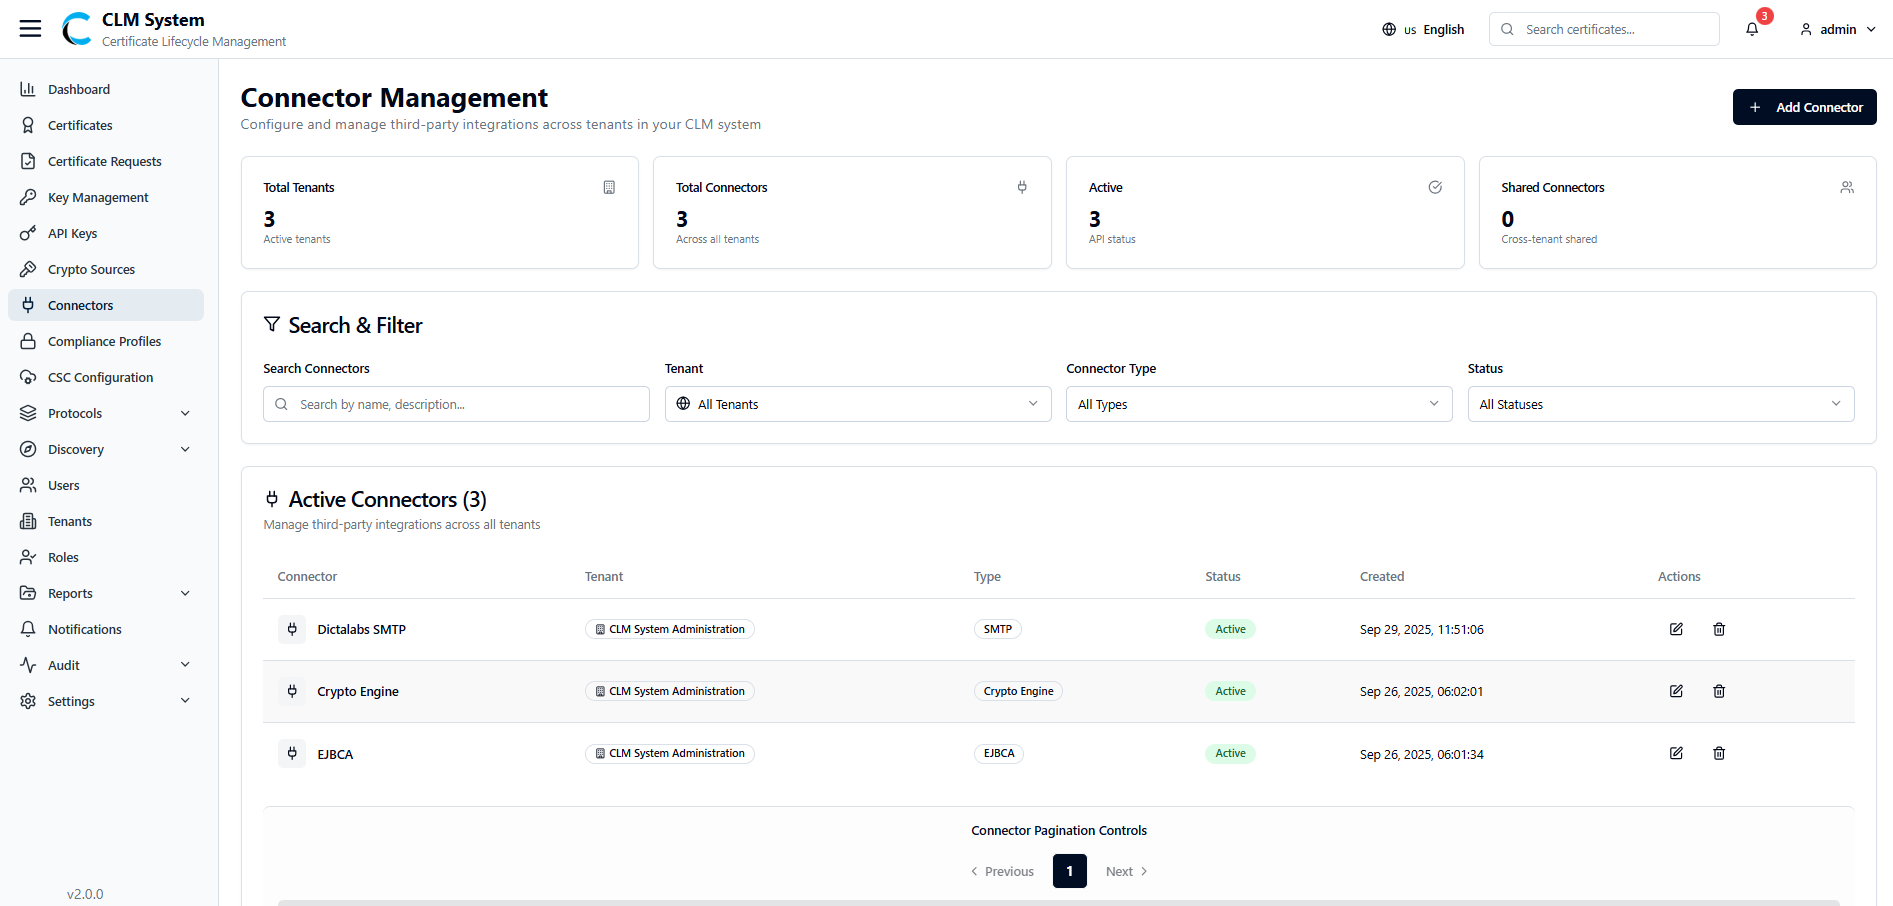 CLM System
Certificate Lifecycle Management
us English
Search certificates...
3
admin
Dashboard
Certificates
Certificate Requests
Key Management
API Keys
Crypto Sources
Connectors
Compliance Profiles
CSC Configuration
Protocols
Discovery
Users
Tenants
Roles
Reports
Notifications
Audit
Settings
v2.0.0
Connector Management
Configure and manage third-party integrations across tenants in your CLM system
Add Connector
Total Tenants
3
Active tenants
Total Connectors
3
Across all tenants
Active
3
API status
Shared Connectors
0
Cross-tenant shared
Search & Filter
Search Connectors
Search by name, description...
Tenant
All Tenants
Connector Type
All Types
Status
All Statuses
Active Connectors (3)
Manage third-party integrations across all tenants
Connector Tenant Type Status Created Actions
Dictalabs SMTP CLM System Administration SMTP Active Sep 29, 2025, 11:51:06
Crypto Engine CLM System Administration Crypto Engine Active Sep 26, 2025, 06:02:01
EJBCA CLM System Administration EJBCA Active Sep 26, 2025, 06:01:34
Connector Pagination Controls
Previous 1 Next